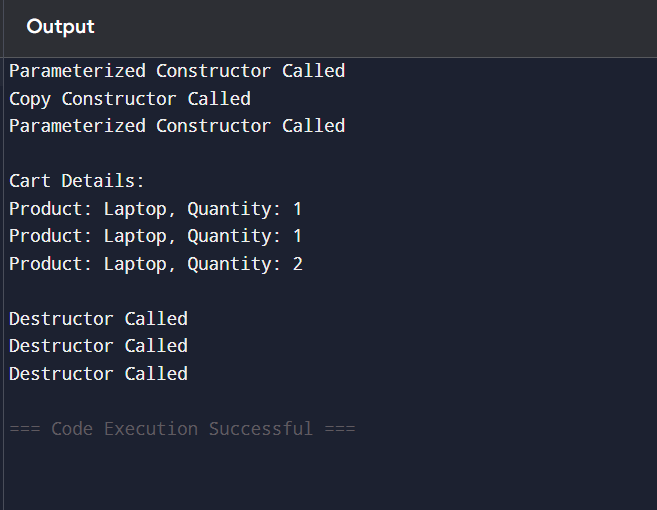 Output
Parameterized Constructor Called
Copy Constructor Called
Parameterized Constructor Called
Cart Details:
Product: Laptop, Quantity: 1
Product: Laptop, Quantity: 1
Product: Laptop, Quantity: 2
Destructor Called
Destructor Called
Destructor Called
=== Code Execution Successful ===